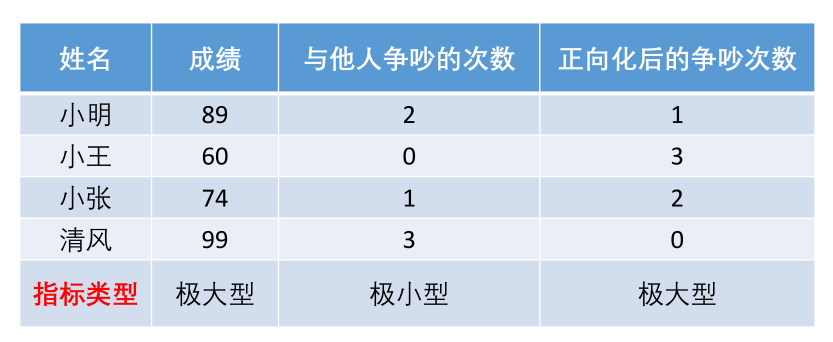 姓名 成绩 与他人争吵的次数 正向化后的争吵次数
小明 89 2 1
小王 60 0 3
小张 74 1 2
清风 99 3 0
指标类型 极大型 极小型 极大型